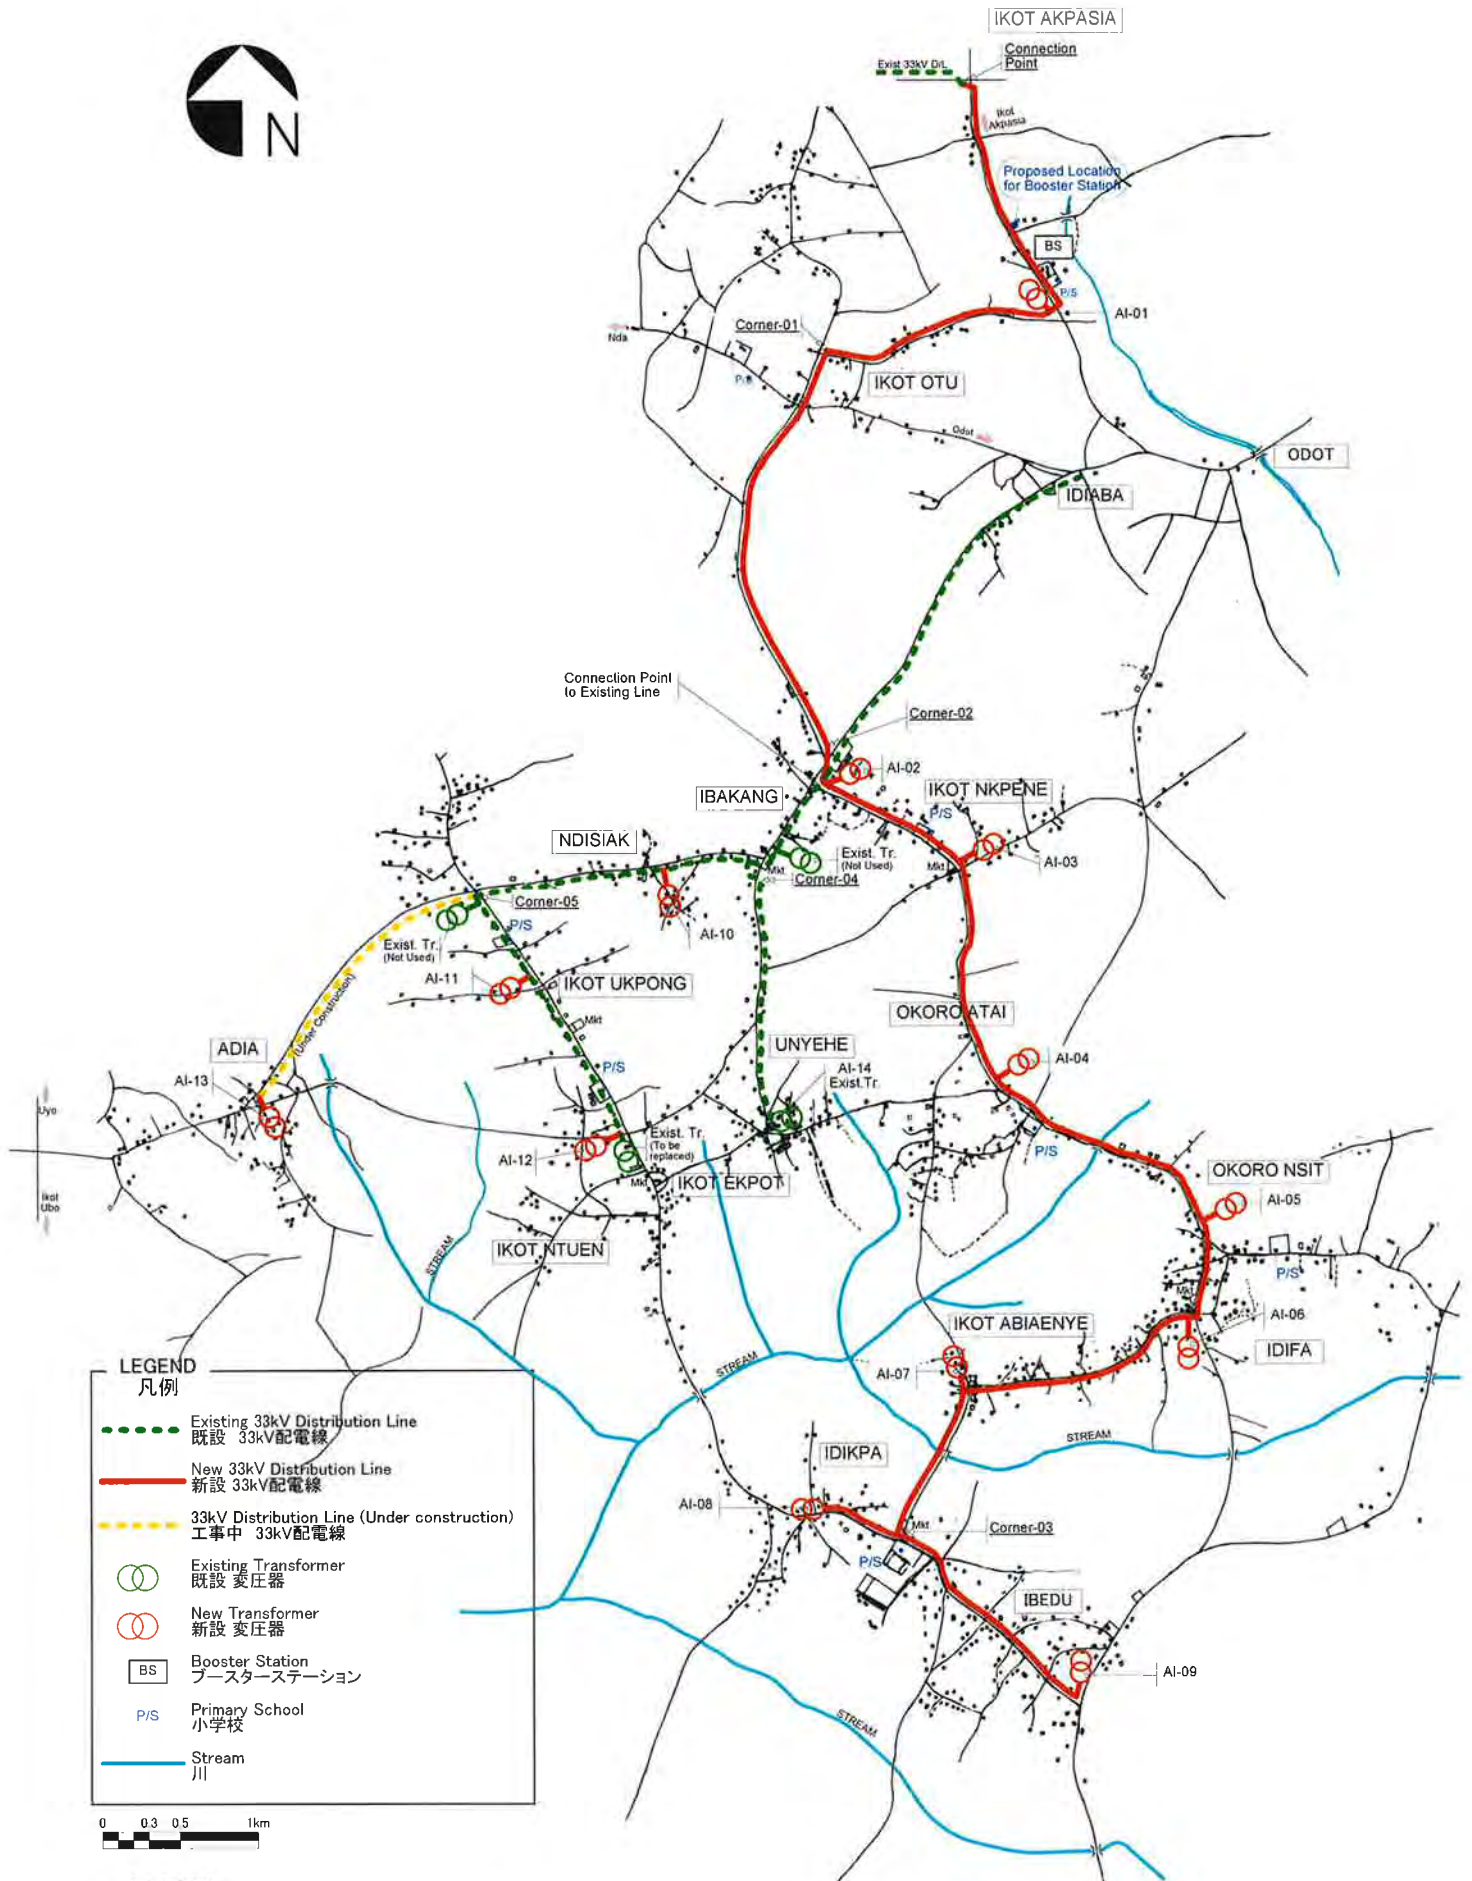 IKOT AKPASIA
Connection
Point
Exist 33kV D/L
Ikot
Akpasia
N
Proposed Location
for Booster Station
BS
P/S
AI-01
Corner-01
Nda
P/S
IKOT OTU
Odot
ODOT
IDIABA
Connection Point
to Existing Line
Corner-02
AI-02
IBAKANG
IKOT NKPENE
P/S
NDISIAK
Exist. Tr.
(Not Used)
Mkt
AI-03
Mkt
Corner-04
Corner-05
P/S
AI-10
Exist. Tr.
(Not Used)
AI-11
IKOT UKPONG
(Under Construction)
OKORO ATAI
Mkt
ADIA
UNYEHE
AI-04
P/S
AI-14
Exist.Tr.
AI-13
Uyo
Exist. Tr.
(To be
replaced)
P/S
AI-12
Mkt
IKOT EKPOT
OKORO NSIT
AI-05
Ikot
Ubo
IKOT NTUEN
STREAM
P/S
Mkt
AI-06
IKOT ABIAENYE
IDIFA
STREAM
AI-07
STREAM
IDIKPA
AI-08
Mkt
Corner-03
P/S
IBEDU
AI-09
STREAM
LEGEND
凡例
Existing 33kV Distribution Line
既設 33kV配電線
New 33kV Distribution Line
新設 33kV配電線
33kV Distribution Line (Under construction)
工事中 33kV配電線
Existing Transformer
既設 変圧器
New Transformer
新設 変圧器
BS
Booster Station
ブースターステーション
P/S
Primary School
小学校
Stream
川
0 0.3 0.5 1km